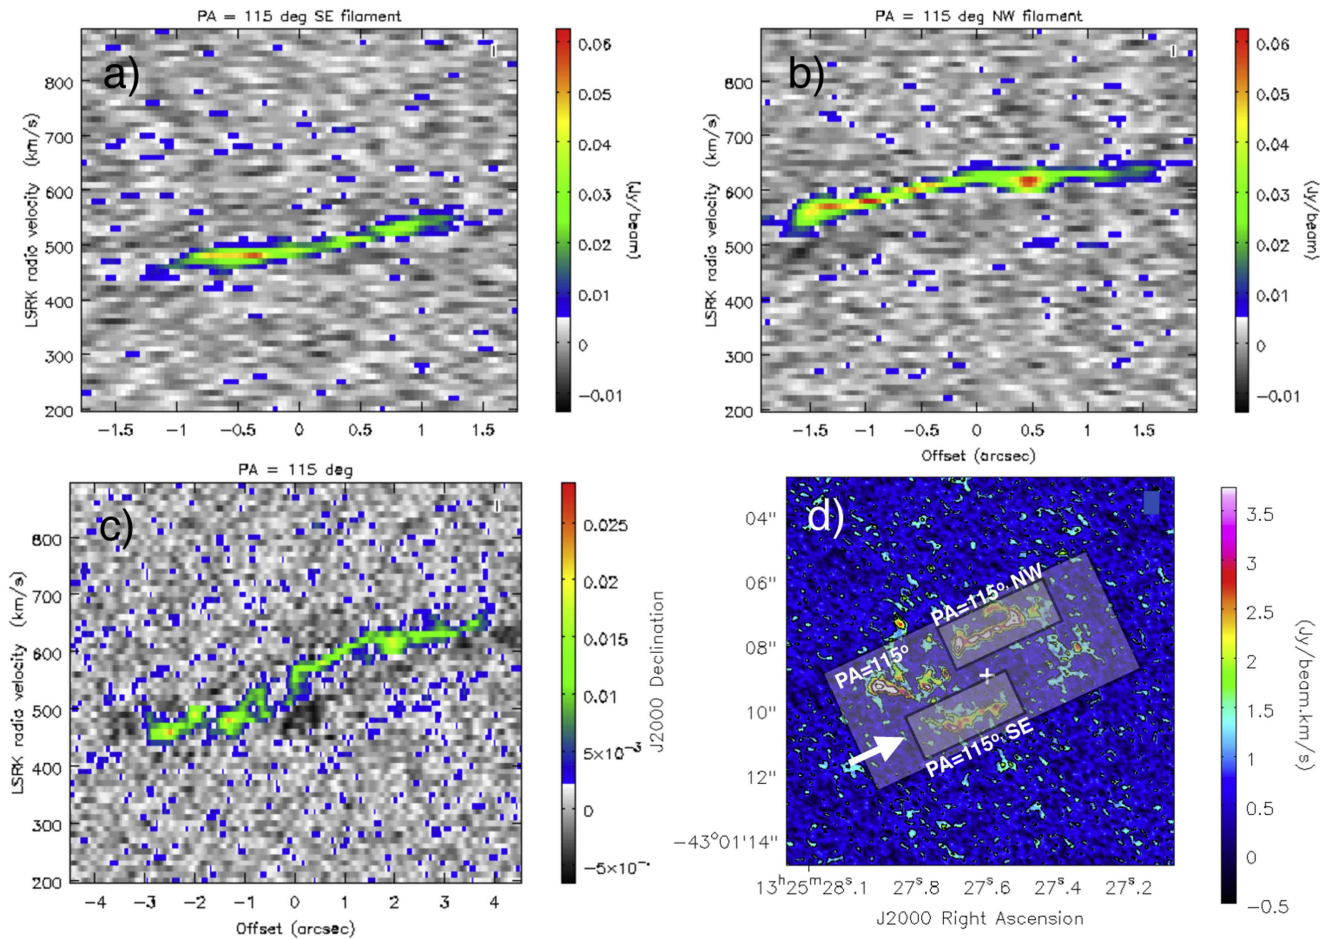 PA = 115 deg SE filament
a)
LSRK radio velocity (km/s)
800
700
600
500
400
300
200
−1.5 −1 −0.5 0 0.5 1 1.5
0.06
0.05
0.04
0.03
0.02
0.01
0
−0.01
(Jy/beam)
PA = 115 deg NW filament
b)
LSRK radio velocity (km/s)
800
700
600
500
400
300
200
−1.5 −1 −0.5 0 0.5 1 1.5
Offset (arcsec)
0.06
0.05
0.04
0.03
0.02
0.01
0
−0.01
(Jy/beam)
PA = 115 deg
c)
LSRK radio velocity (km/s)
800
700
600
500
400
300
200
−4 −3 −2 −1 0 1 2 3 4
Offset (arcsec)
0.025
0.015
0.01
5×10⁻³
0
d)
J2000 Declination
04"
06"
08"
10"
12"
−43°01'14"
PA=115° NW
PA=115°
PA=115° SE
13ʰ25ᵐ28ˢ.1 27ˢ.8 27ˢ.6 27ˢ.4 27ˢ.2
J2000 Right Ascension
3.5
3
2.5
2
1.5
1
0.5
0
−0.5
(Jy/beam.km/s)